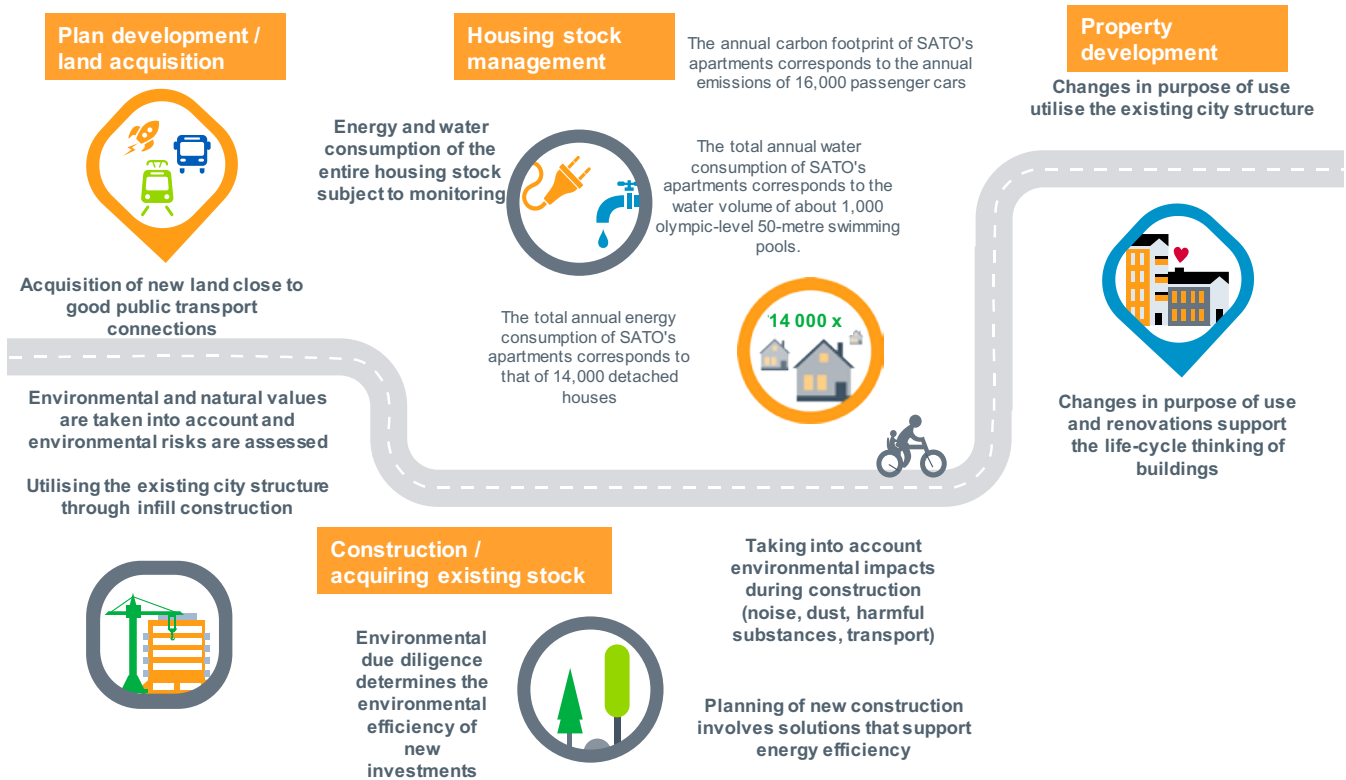 Plan development /
land acquisition
Acquisition of new land close to
good public transport
connections
Environmental and natural values
are taken into account and
environmental risks are assessed
Utilising the existing city structure
through infill construction
Housing stock
management
Energy and water
consumption of the
entire housing stock
subject to monitoring
The annual carbon footprint of SATO's
apartments corresponds to the annual
emissions of 16,000 passenger cars
The total annual water
consumption of SATO's
apartments corresponds to the
water volume of about 1,000
olympic-level 50-metre swimming
pools.
The total annual energy
consumption of SATO's
apartments corresponds to
that of 14,000 detached
houses
14 000 x
Construction /
acquiring existing stock
Environmental
due diligence
determines the
environmental
efficiency of
new
investments
Taking into account
environmental impacts
during construction
(noise, dust, harmful
substances, transport)
Planning of new construction
involves solutions that support
energy efficiency
Property
development
Changes in purpose of use
utilise the existing city structure
Changes in purpose of use
and renovations support
the life-cycle thinking of
buildings